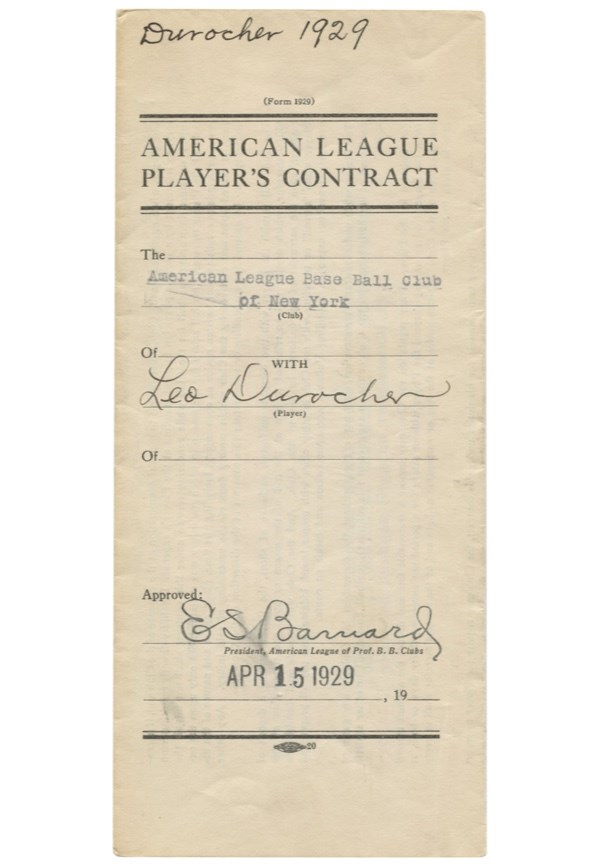 Durocher 1929
(Form 1929)
AMERICAN LEAGUE
PLAYER'S CONTRACT
The
American League Base Ball Club
of New York
(Club)
Of
WITH
Leo Durocher
(Player)
Of
Approved:
E S Barnard
President, American League of Prof. B. B. Clubs
APR 15 1929
, 19
20